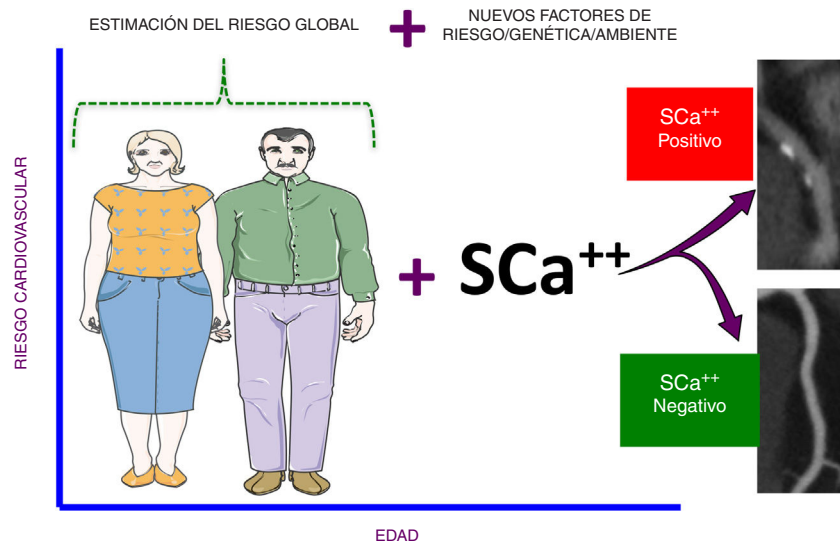 ESTIMACIÓN DEL RIESGO GLOBAL
+
NUEVOS FACTORES DE
RIESGO/GENÉTICA/AMBIENTE
RIESGO CARDIOVASCULAR
+
SCa++
SCa++
Positivo
SCa++
Negativo
EDAD